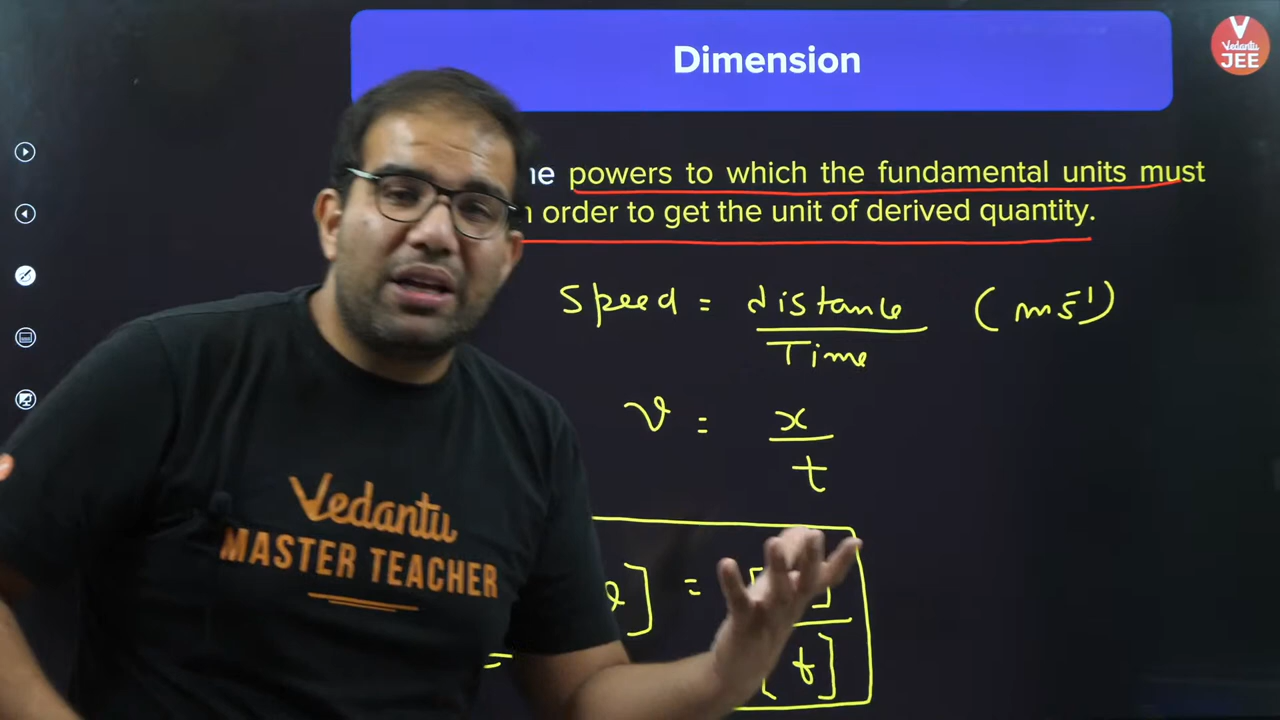 Dimension
V
Vedantu
JEE
powers to which the fundamental units must
order to get the unit of derived quantity.
Speed = distance (ms⁻¹)
Time
v = x
t
=
[t]
=
Vedantu
MASTER TEACHER